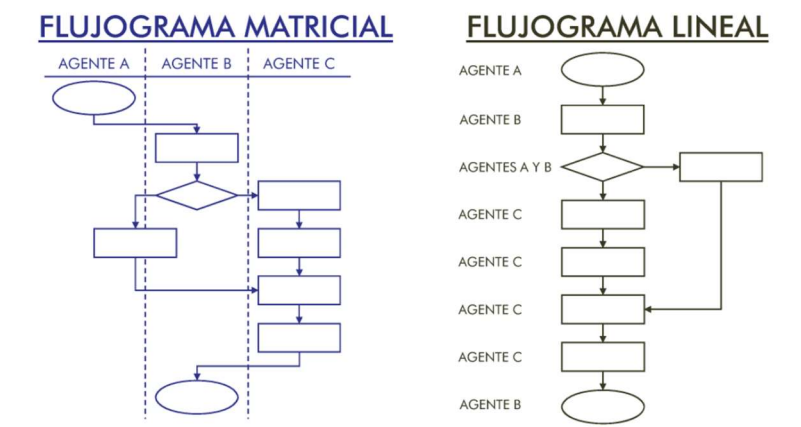 FLUJOGRAMA MATRICIAL
AGENTE A AGENTE B AGENTE C
FLUJOGRAMA LINEAL
AGENTE A
AGENTE B
AGENTES A Y B
AGENTE C
AGENTE C
AGENTE C
AGENTE C
AGENTE B